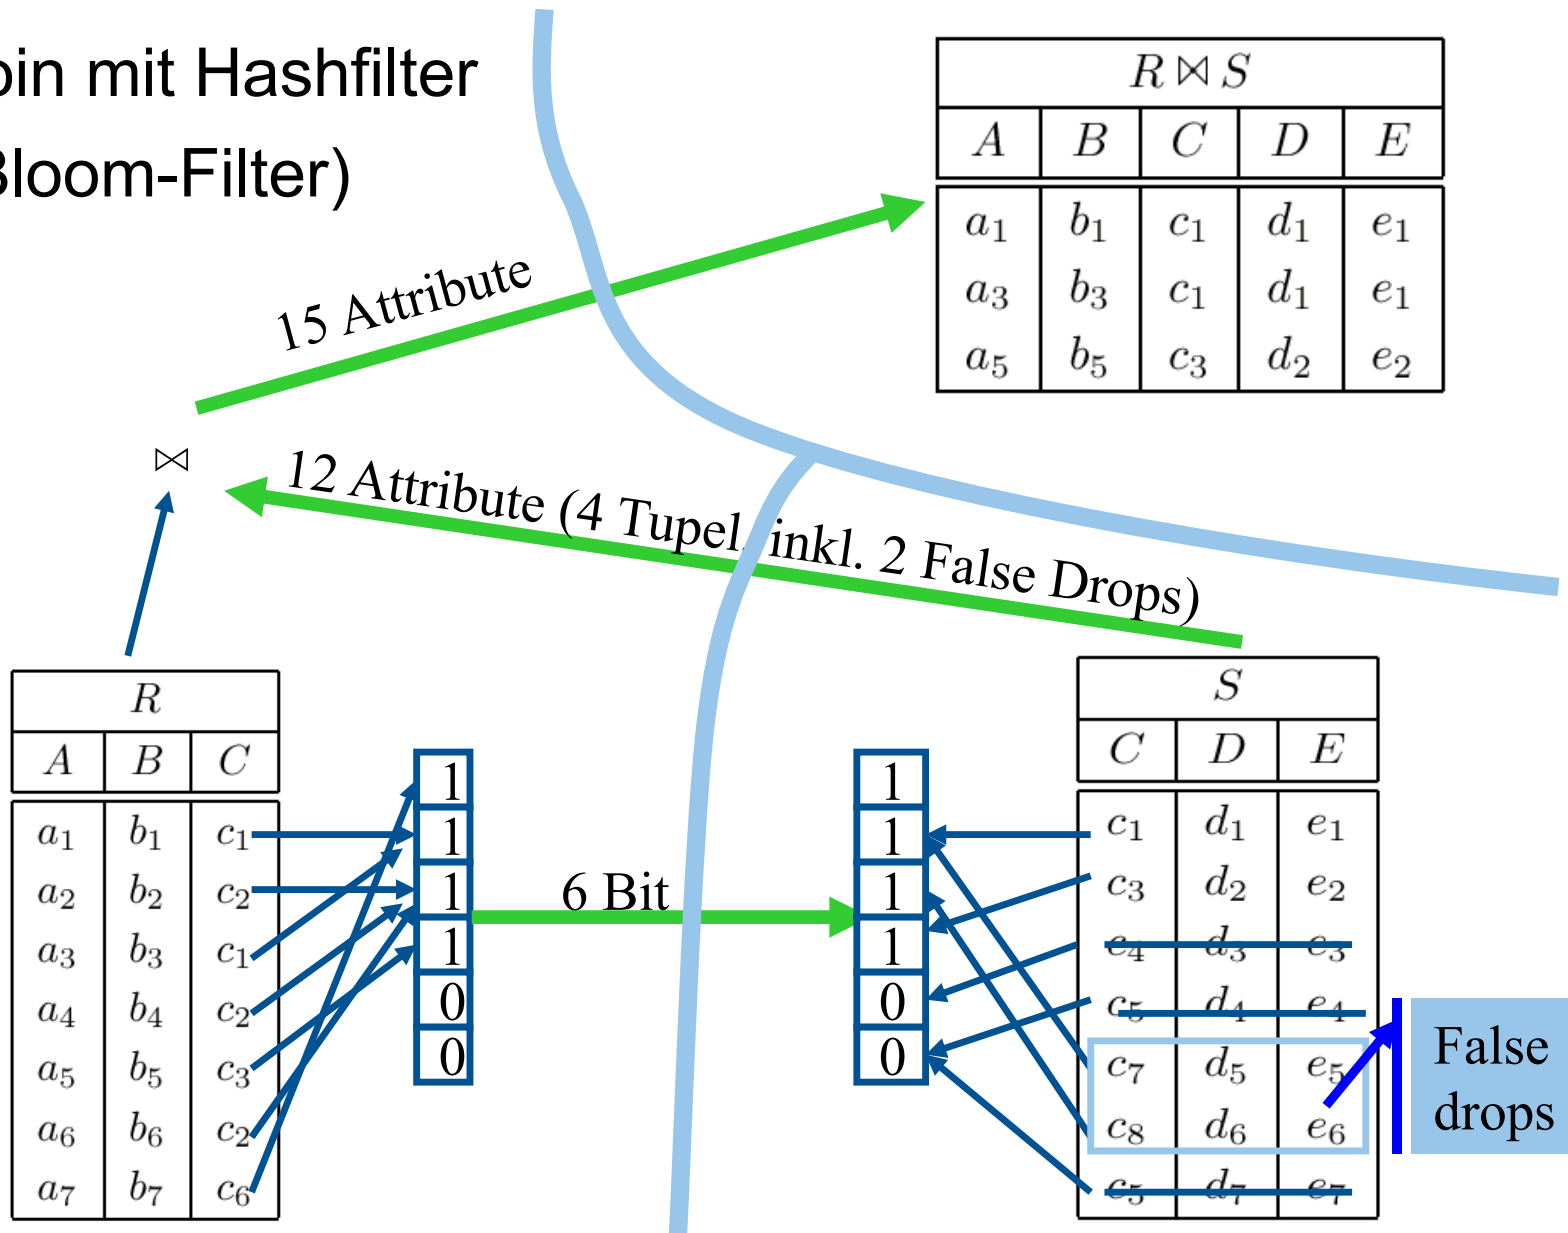 oin mit Hashfilter
Bloom-Filter)
R ⋈ S
A B C D E
a1 b1 c1 d1 e1
a3 b3 c1 d1 e1
a5 b5 c3 d2 e2
15 Attribute
⋈
12 Attribute (4 Tupel, inkl. 2 False Drops)
R
A B C
a1 b1 c1
a2 b2 c2
a3 b3 c1
a4 b4 c2
a5 b5 c3
a6 b6 c2
a7 b7 c6
1
1
1
1
0
0
6 Bit
1
1
1
1
0
0
S
C D E
c1 d1 e1
c3 d2 e2
c4 d3 e3
c5 d4 e4
c7 d5 e5
c8 d6 e6
c5 d7 e7
False
drops